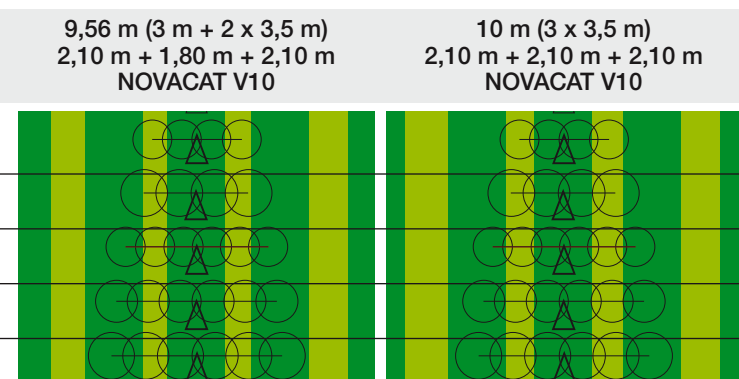 9,56 m (3 m + 2 x 3,5 m)
2,10 m + 1,80 m + 2,10 m
NOVACAT V10
10 m (3 x 3,5 m)
2,10 m + 2,10 m + 2,10 m
NOVACAT V10